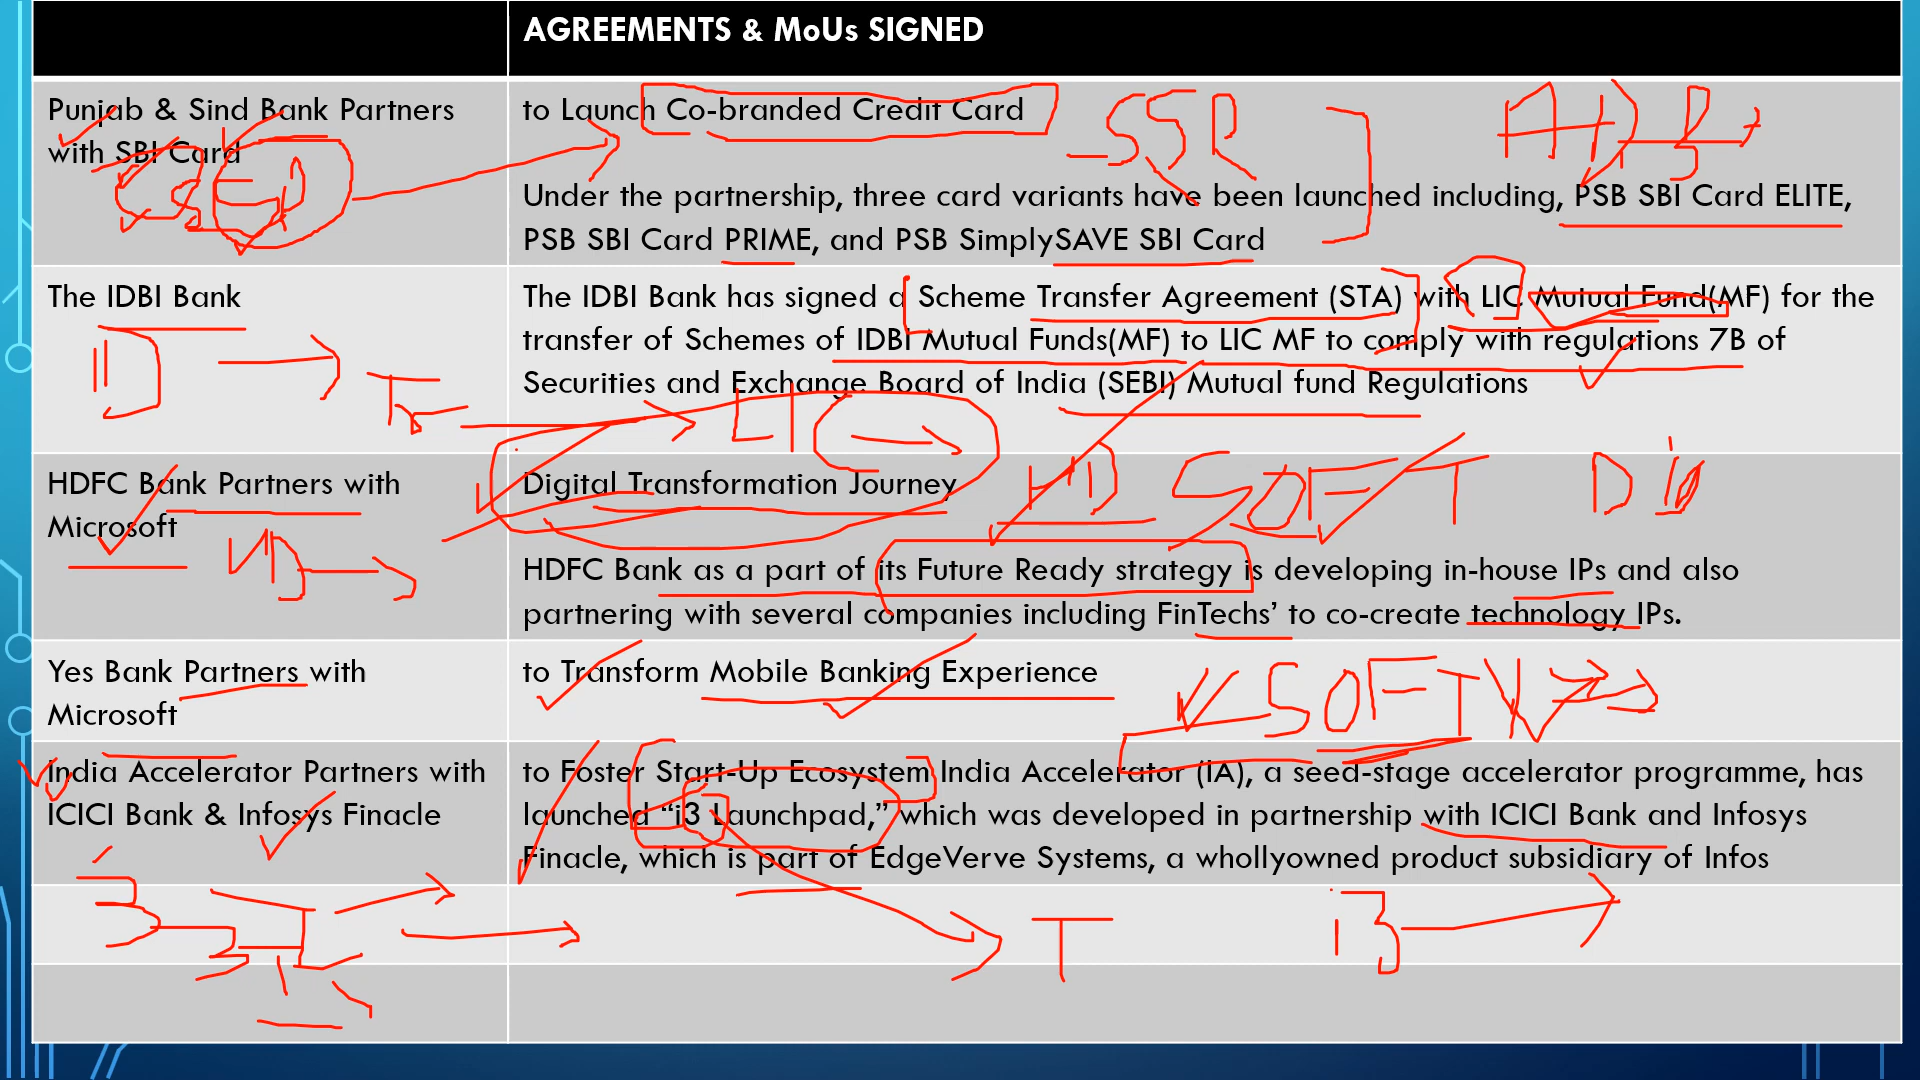 AGREEMENTS & MoUs SIGNED
Punjab & Sind Bank Partners
with SBI Card
to Launch Co-branded Credit Card
Under the partnership, three card variants have been launched including, PSB SBI Card ELITE,
PSB SBI Card PRIME, and PSB SimplySAVE SBI Card
The IDBI Bank
The IDBI Bank has signed a Scheme Transfer Agreement (STA) with LIC Mutual Fund(MF) for the
transfer of Schemes of IDBI Mutual Funds(MF) to LIC MF to comply with regulations 7B of
Securities and Exchange Board of India (SEBI) Mutual fund Regulations
HDFC Bank Partners with
Microsoft
Digital Transformation Journey
HDFC Bank as a part of its Future Ready strategy is developing in-house IPs and also
partnering with several companies including FinTechs’ to co-create technology IPs.
SOFT
Yes Bank Partners with
Microsoft
to Transform Mobile Banking Experience
SOFT
India Accelerator Partners with
ICICI Bank & Infosys Finacle
to Foster Start-Up Ecosystem India Accelerator (IA), a seed-stage accelerator programme, has
launched “i3 Launchpad,” which was developed in partnership with ICICI Bank and Infosys
Finacle, which is part of EdgeVerve Systems, a whollyowned product subsidiary of Infos
T
i3